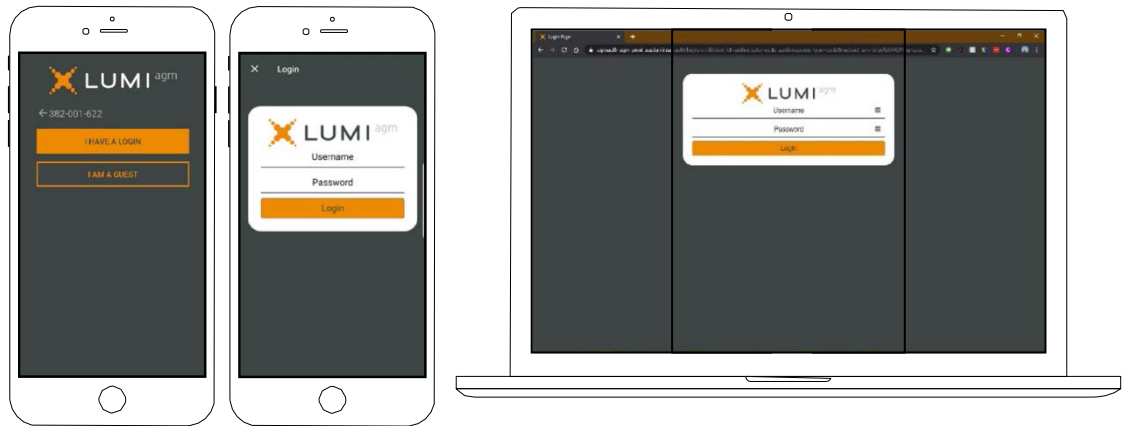 LUMI agm
←382-001-622
I HAVE A LOGIN
I AM A GUEST
× Login
LUMI agm
Username
Password
Login
Login Page × +
LUMI agm
Username
Password
Login